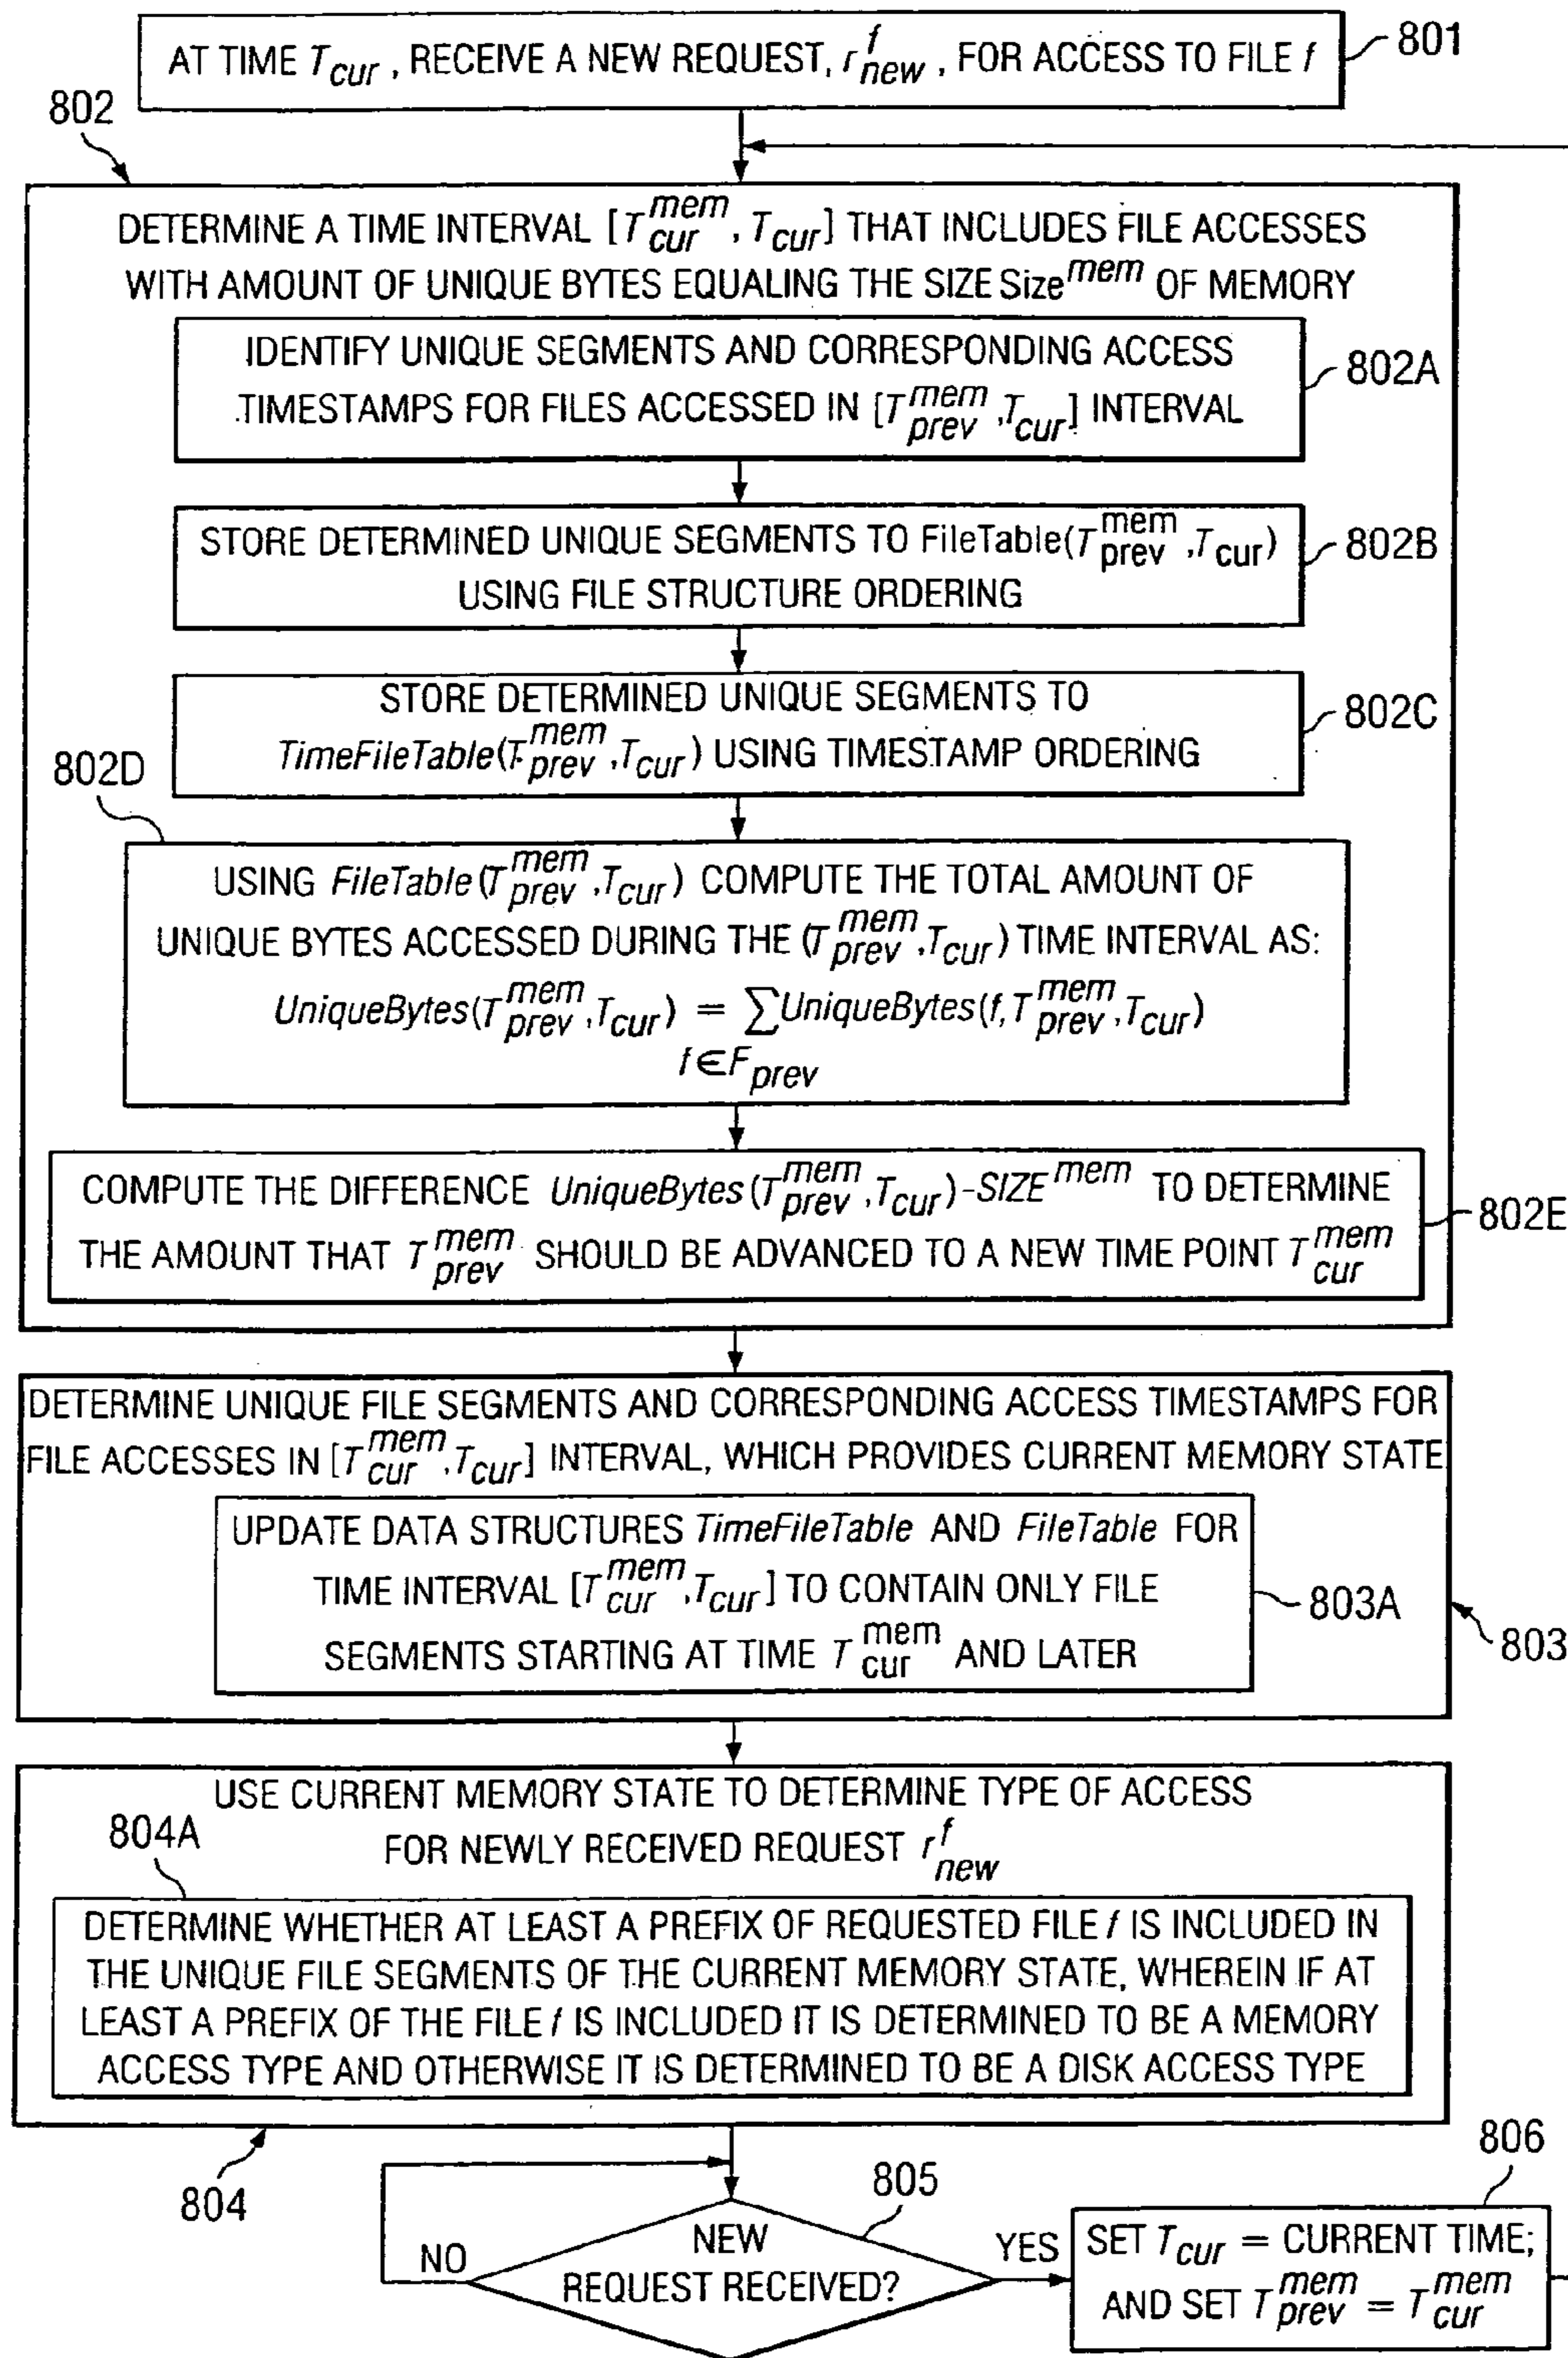 AT TIME T_cur, RECEIVE A NEW REQUEST, r^f_new, FOR ACCESS TO FILE f
801
802
DETERMINE A TIME INTERVAL [T^mem_cur, T_cur] THAT INCLUDES FILE ACCESSES
WITH AMOUNT OF UNIQUE BYTES EQUALING THE SIZE Size^mem OF MEMORY
IDENTIFY UNIQUE SEGMENTS AND CORRESPONDING ACCESS
TIMESTAMPS FOR FILES ACCESSED IN [T^mem_prev, T_cur] INTERVAL
802A
STORE DETERMINED UNIQUE SEGMENTS TO FileTable(T^mem_prev, T_cur)
USING FILE STRUCTURE ORDERING
802B
STORE DETERMINED UNIQUE SEGMENTS TO
TimeFileTable(T^mem_prev, T_cur) USING TIMESTAMP ORDERING
802C
802D
USING FileTable(T^mem_prev, T_cur) COMPUTE THE TOTAL AMOUNT OF
UNIQUE BYTES ACCESSED DURING THE (T^mem_prev, T_cur) TIME INTERVAL AS:
UniqueBytes(T^mem_prev, T_cur) = ∑UniqueBytes(f, T^mem_prev, T_cur)
f∈F_prev
COMPUTE THE DIFFERENCE UniqueBytes(T^mem_prev, T_cur)-SIZE^mem TO DETERMINE
THE AMOUNT THAT T^mem_prev SHOULD BE ADVANCED TO A NEW TIME POINT T^mem_cur
802E
DETERMINE UNIQUE FILE SEGMENTS AND CORRESPONDING ACCESS TIMESTAMPS FOR
FILE ACCESSES IN [T^mem_cur, T_cur] INTERVAL, WHICH PROVIDES CURRENT MEMORY STATE
UPDATE DATA STRUCTURES TimeFileTable AND FileTable FOR
TIME INTERVAL [T^mem_cur, T_cur] TO CONTAIN ONLY FILE
SEGMENTS STARTING AT TIME T^mem_cur AND LATER
803A
803
USE CURRENT MEMORY STATE TO DETERMINE TYPE OF ACCESS
FOR NEWLY RECEIVED REQUEST r^f_new
804A
DETERMINE WHETHER AT LEAST A PREFIX OF REQUESTED FILE f IS INCLUDED IN
THE UNIQUE FILE SEGMENTS OF THE CURRENT MEMORY STATE, WHEREIN IF AT
LEAST A PREFIX OF THE FILE f IS INCLUDED IT IS DETERMINED TO BE A MEMORY
ACCESS TYPE AND OTHERWISE IT IS DETERMINED TO BE A DISK ACCESS TYPE
804
805
NEW
REQUEST RECEIVED?
NO
YES
806
SET T_cur = CURRENT TIME;
AND SET T^mem_prev = T^mem_cur